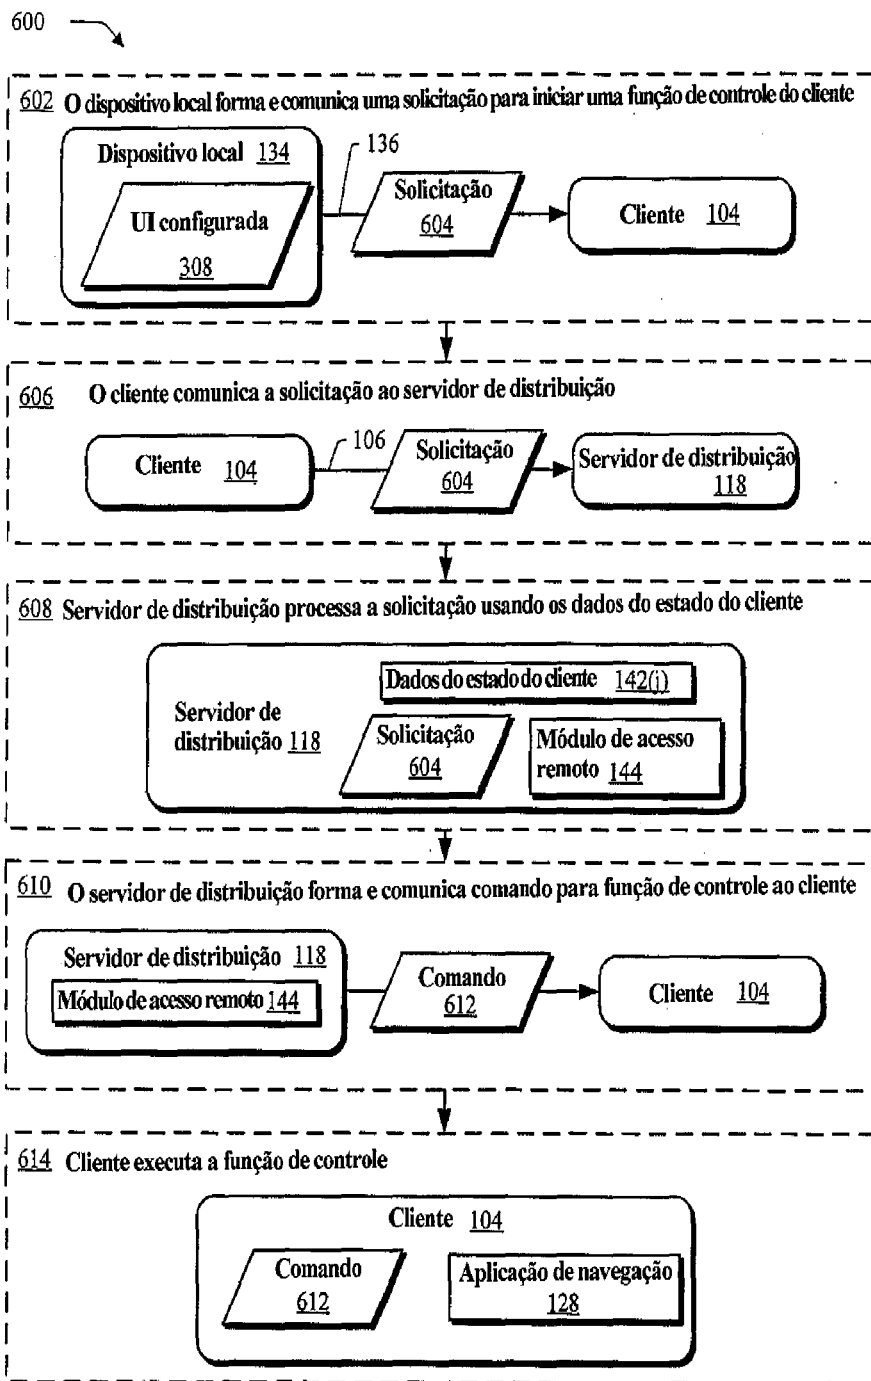 600
602 O dispositivo local forma e comunica uma solicitação para iniciar uma função de controle do cliente
Dispositivo local 134
136
UI configurada
308
Solicitação
604
Cliente 104
606 O cliente comunica a solicitação ao servidor de distribuição
Cliente 104
106
Solicitação
604
Servidor de distribuição
118
608 Servidor de distribuição processa a solicitação usando os dados do estado do cliente
Dados do estado do cliente 142(j)
Servidor de
distribuição 118
Solicitação
604
Módulo de acesso
remoto 144
610 O servidor de distribuição forma e comunica comando para função de controle ao cliente
Servidor de distribuição 118
Módulo de acesso remoto 144
Comando
612
Cliente 104
614 Cliente executa a função de controle
Cliente 104
Comando
612
Aplicação de navegação
128